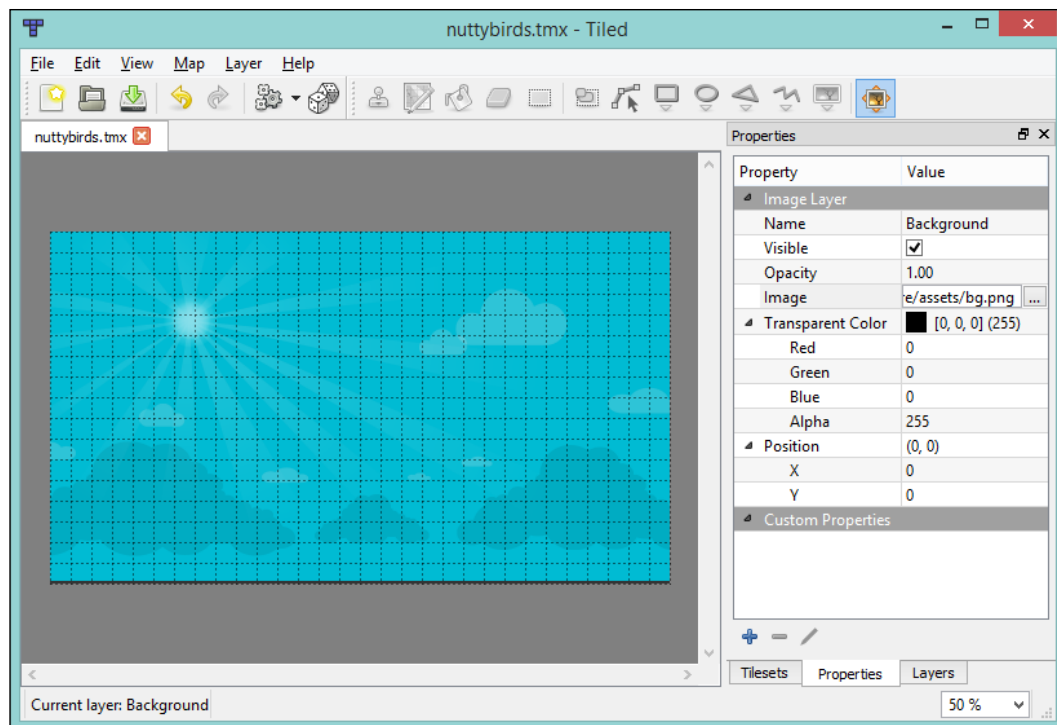 nuttybirds.tmx - Tiled
File Edit View Map Layer Help
nuttybirds.tmx
Properties
Property Value
Image Layer
Name Background
Visible
Opacity 1.00
Image e/assets/bg.png ...
Transparent Color [0, 0, 0] (255)
Red 0
Green 0
Blue 0
Alpha 255
Position (0, 0)
X 0
Y 0
Custom Properties
Tilesets Properties Layers
Current layer: Background 50 %